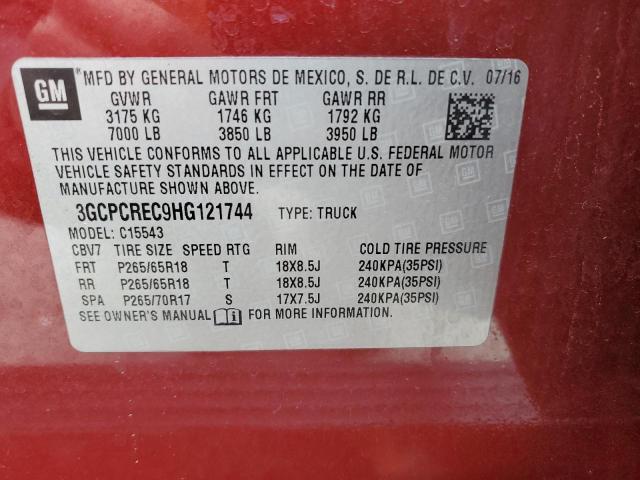 GM ® MFD BY GENERAL MOTORS DE MEXICO, S. DE R.L. DE C.V. 07/16
GVWR GAWR FRT GAWR RR
3175 KG 1746 KG 1792 KG
7000 LB 3850 LB 3950 LB
THIS VEHICLE CONFORMS TO ALL APPLICABLE U.S. FEDERAL MOTOR
VEHICLE SAFETY STANDARDS IN EFFECT ON THE DATE OF
MANUFACTURE SHOWN ABOVE.
3GCPCREC9HG121744 TYPE: TRUCK
MODEL: C15543
CBV7 TIRE SIZE SPEED RTG RIM COLD TIRE PRESSURE
FRT P265/65R18 T 18X8.5J 240KPA(35PSI)
RR P265/65R18 T 18X8.5J 240KPA(35PSI)
SPA P265/70R17 S 17X7.5J 240KPA(35PSI)
SEE OWNER'S MANUAL i FOR MORE INFORMATION.